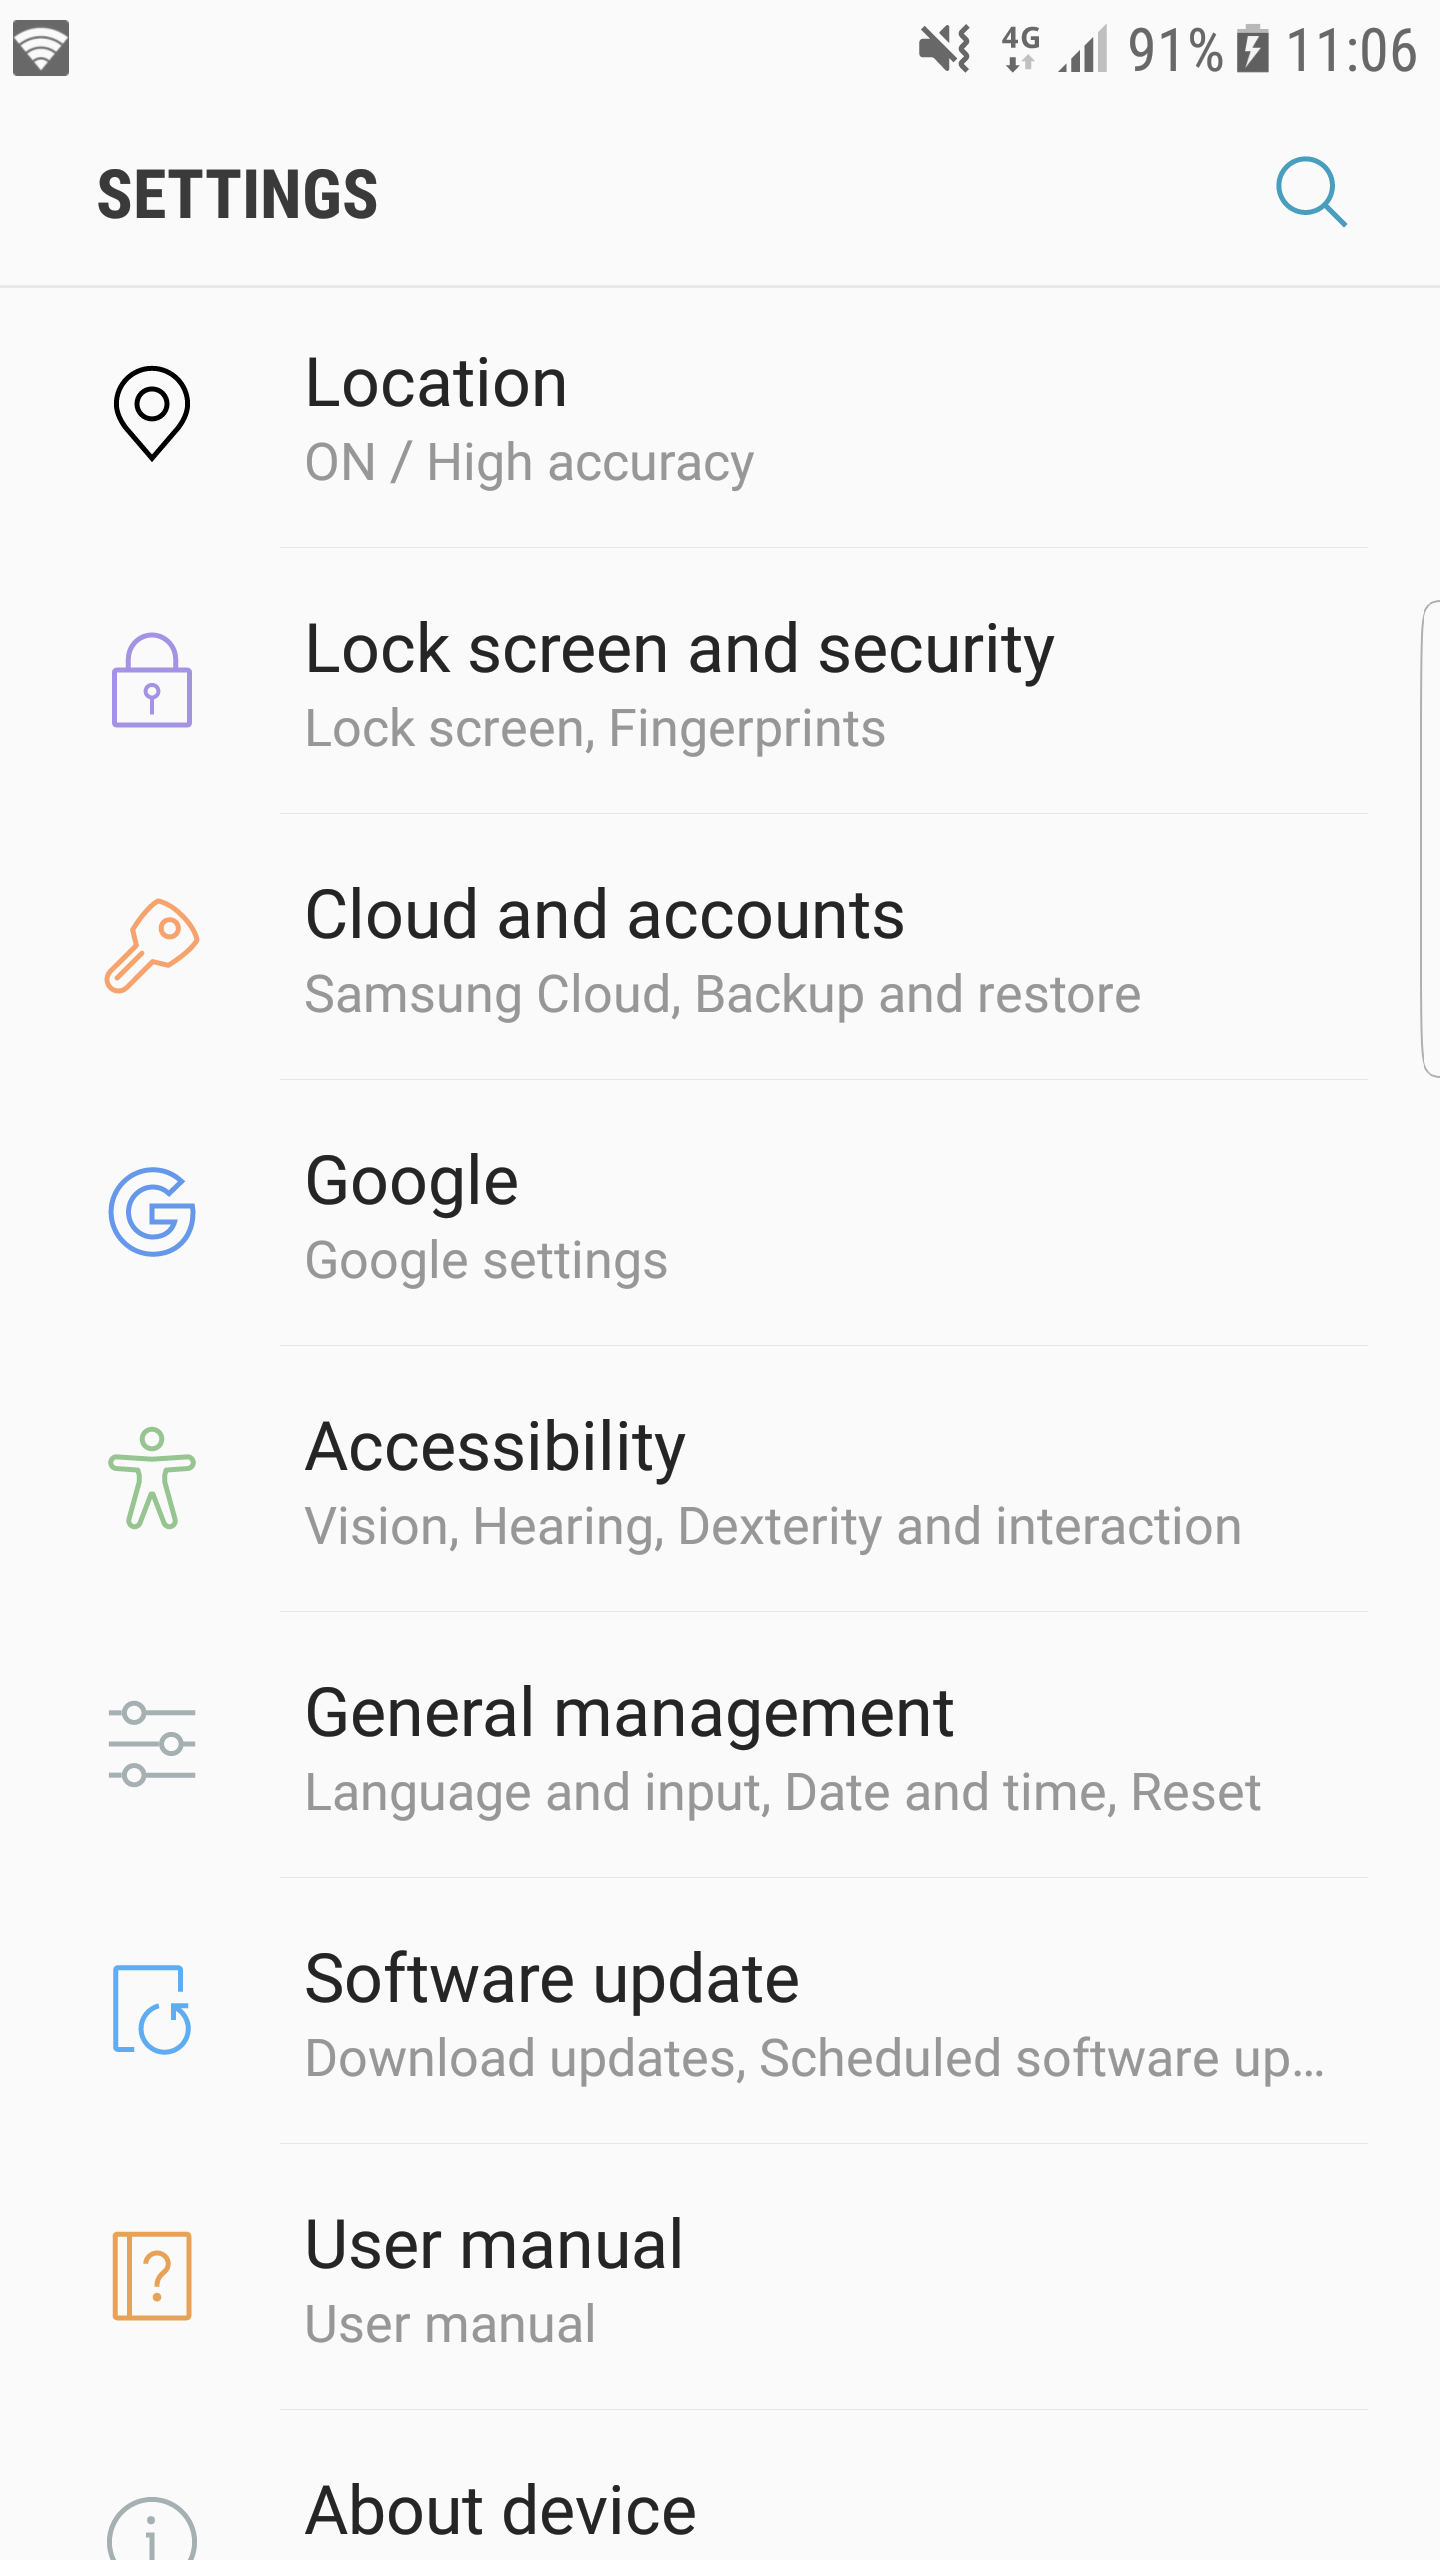 4G 91% 11:06
SETTINGS
Location
ON / High accuracy
Lock screen and security
Lock screen, Fingerprints
Cloud and accounts
Samsung Cloud, Backup and restore
Google
Google settings
Accessibility
Vision, Hearing, Dexterity and interaction
General management
Language and input, Date and time, Reset
Software update
Download updates, Scheduled software up...
User manual
User manual
About device